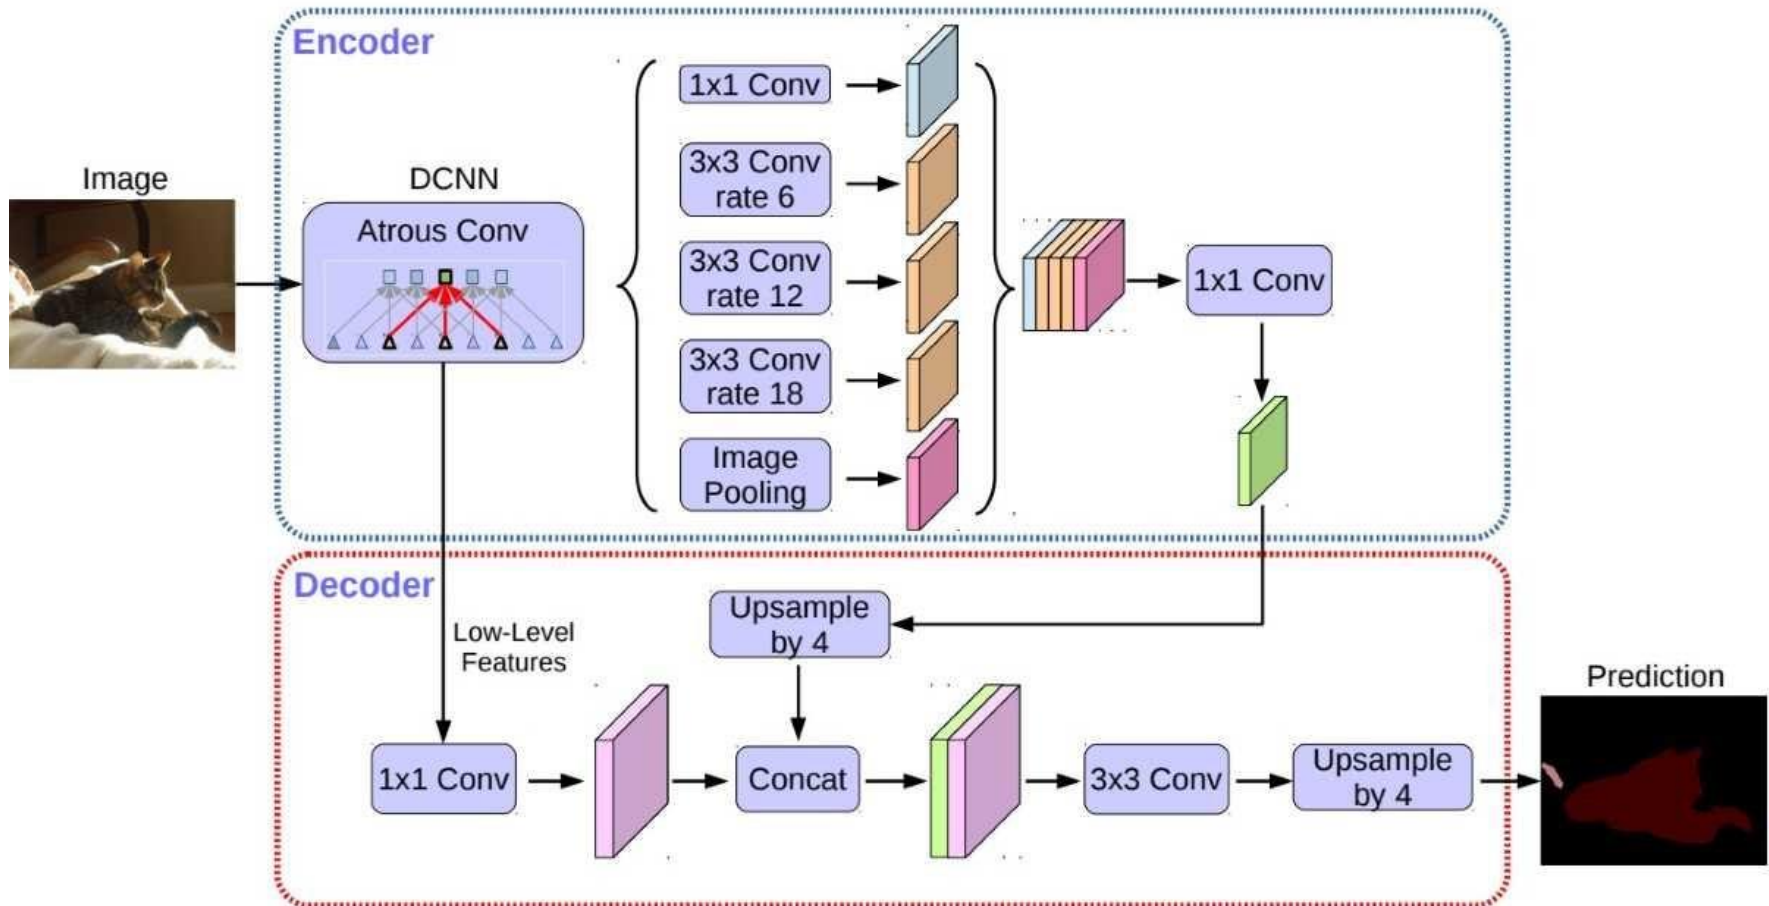 Encoder
Image
DCNN
Atrous Conv
1x1 Conv
3x3 Conv
rate 6
3x3 Conv
rate 12
3x3 Conv
rate 18
Image
Pooling
1x1 Conv
Decoder
Low-Level
Features
Upsample
by 4
1x1 Conv
Concat
3x3 Conv
Upsample
by 4
Prediction